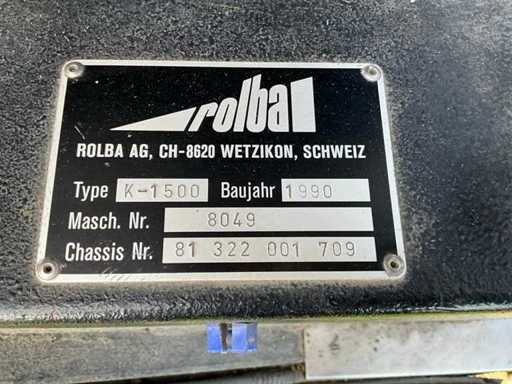 rolba
ROLBA AG, CH-8620 WETZIKON, SCHWEIZ
Type K-1500 Baujahr 1990
Masch. Nr. 8049
Chassis Nr. 81 322 001 709